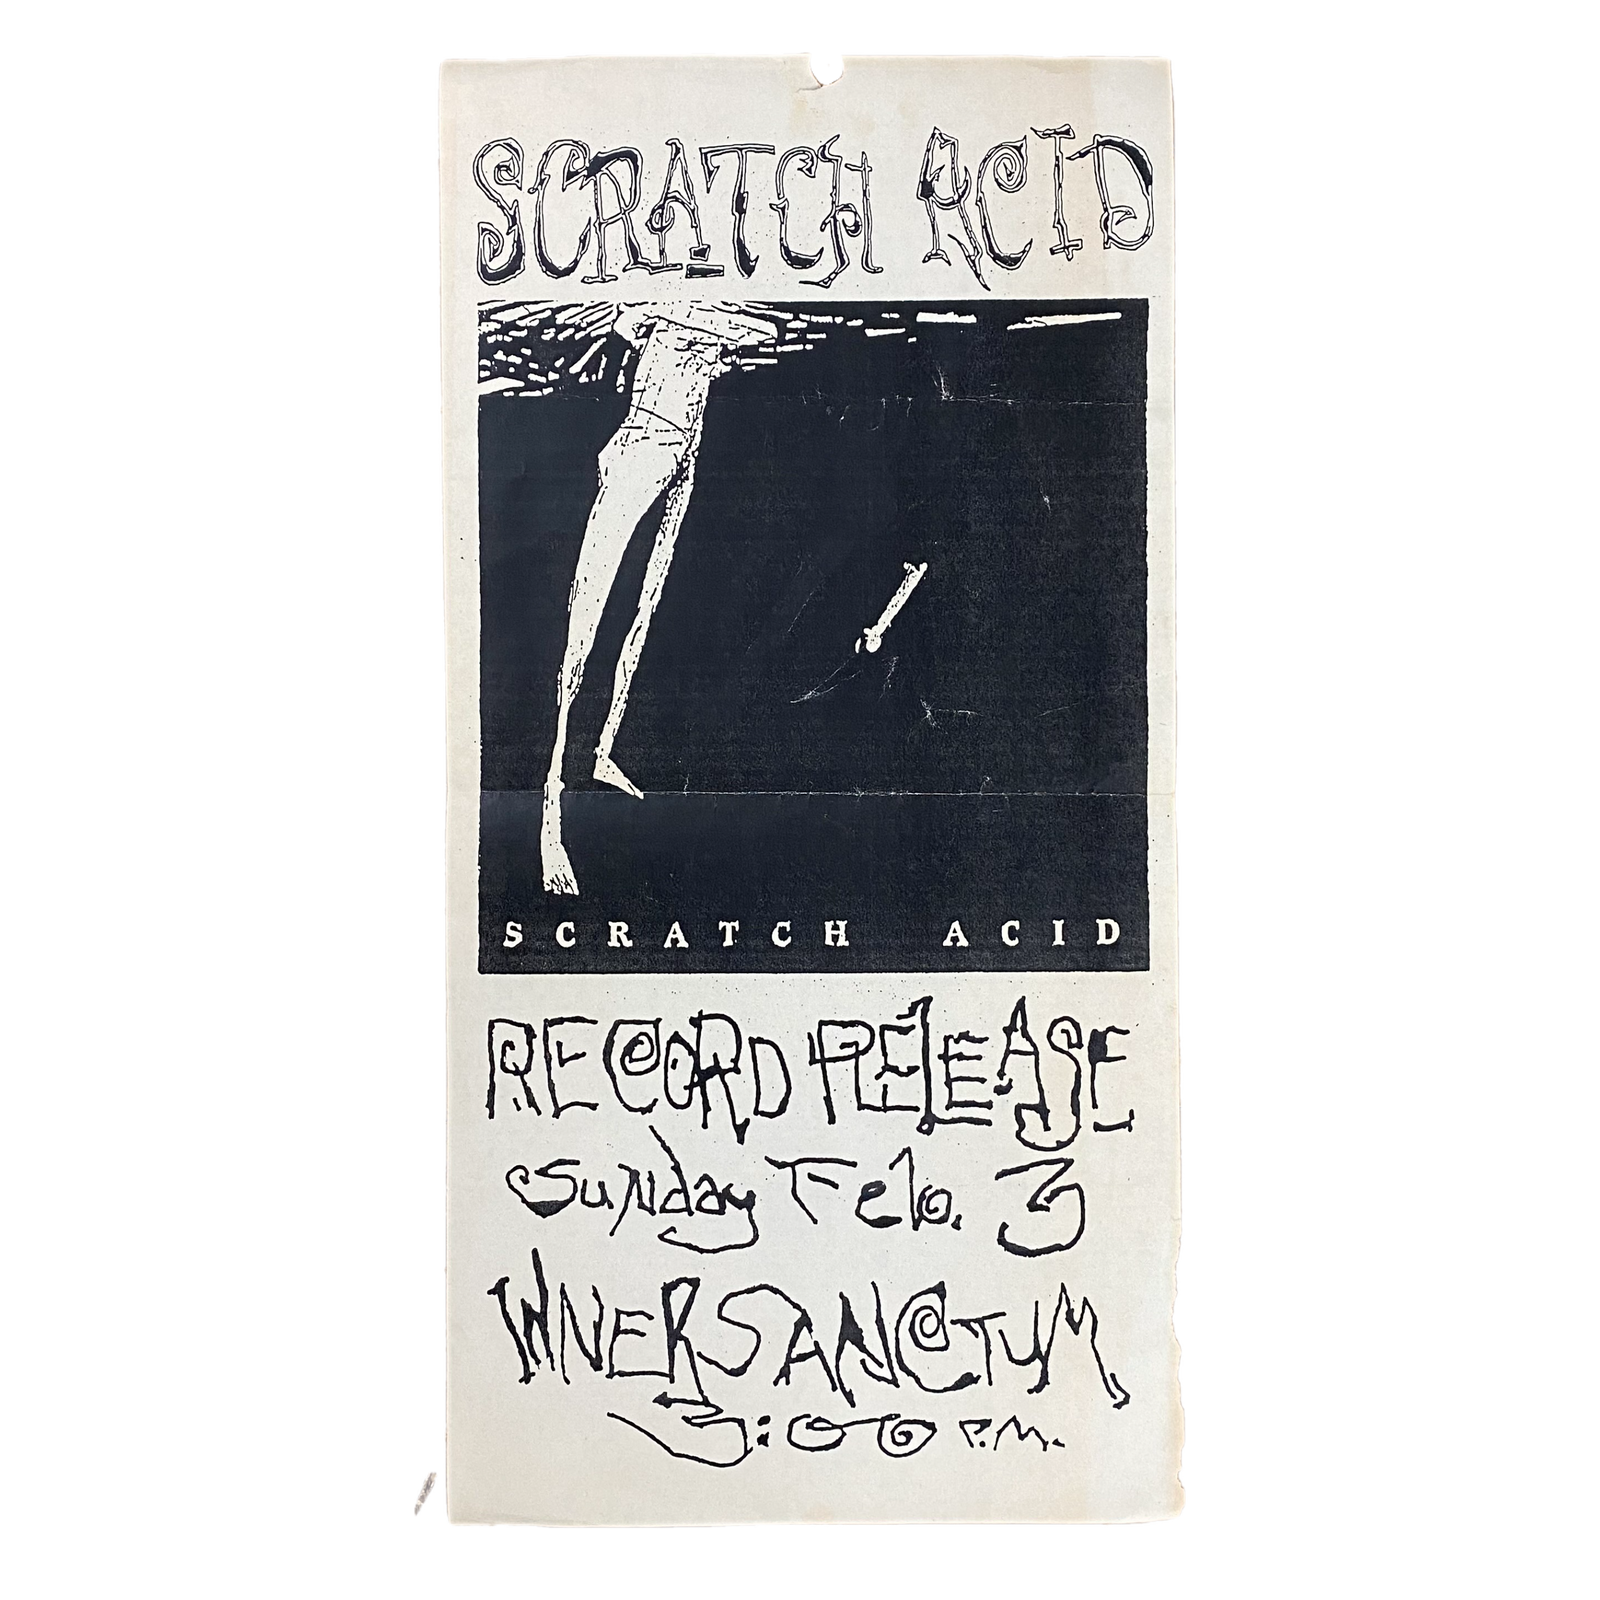 SCRATCH ACID
SCRATCH ACID
RECORD RELEASE
Sunday Feb. 3
INNER SANCTUM
3:00 P.M.